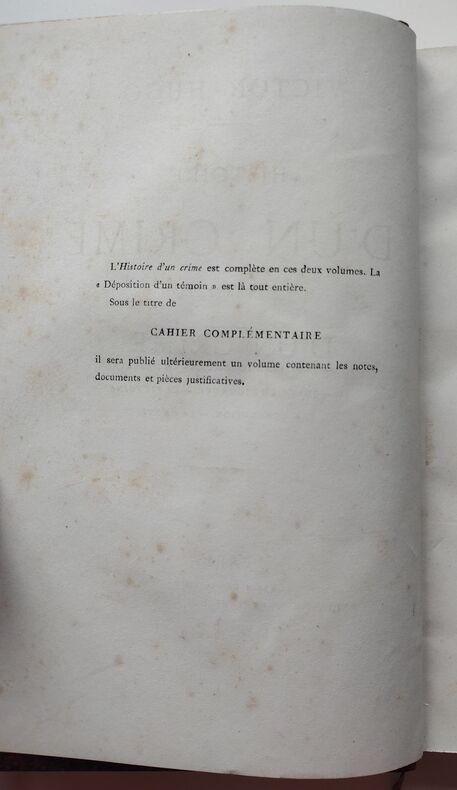 L'Histoire d'un crime est complète en ces deux volumes. La
« Déposition d'un témoin » est là tout entière.
Sous le titre de
CAHIER COMPLÉMENTAIRE
il sera publié ultérieurement un volume contenant les notes,
documents et pièces justificatives.